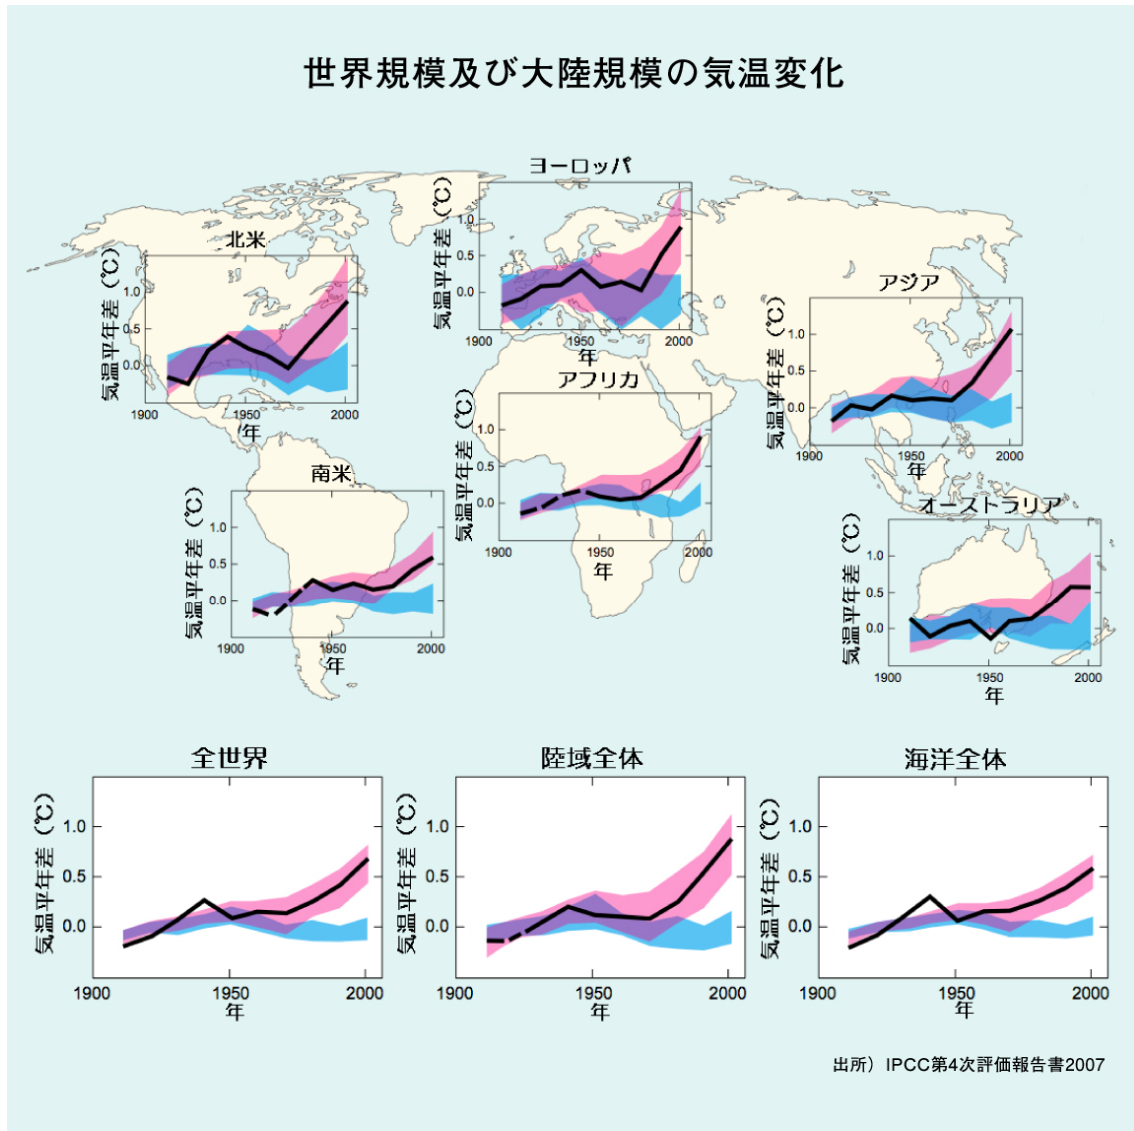 世界規模及び大陸規模の気温変化
ヨーロッパ
気温平年差（℃）
1.0
0.5
0.0
1900
1950
2000
年
北米
気温平年差（℃）
1.0
0.5
0.0
1900
1950
2000
年
アジア
気温平年差（℃）
1.0
0.5
0.0
1900
1950
2000
年
アフリカ
気温平年差（℃）
1.0
0.5
0.0
1900
1950
2000
年
南米
気温平年差（℃）
1.0
0.5
0.0
1900
1950
2000
年
オーストラリア
気温平年差（℃）
1.0
0.5
0.0
1900
1950
2000
年
全世界
気温平年差（℃）
1.0
0.5
0.0
1900
1950
2000
年
陸域全体
気温平年差（℃）
1.0
0.5
0.0
1900
1950
2000
年
海洋全体
気温平年差（℃）
1.0
0.5
0.0
1900
1950
2000
年
出所）IPCC第4次評価報告書2007